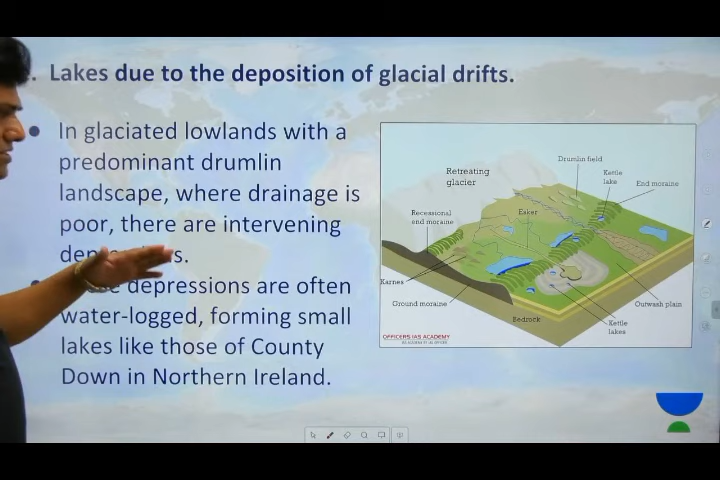 . Lakes due to the deposition of glacial drifts.
• In glaciated lowlands with a
predominant drumlin
landscape, where drainage is
poor, there are intervening
depressions.
• depressions are often
water-logged, forming small
lakes like those of County
Down in Northern Ireland.
Drumlin field
Kettle
lake
End moraine
Retreating
glacier
Recessional
end moraine
Esker
Karnes
Ground moraine
Bedrock
Outwash plain
Kettle
lakes
OFFICERS IAS ACADEMY